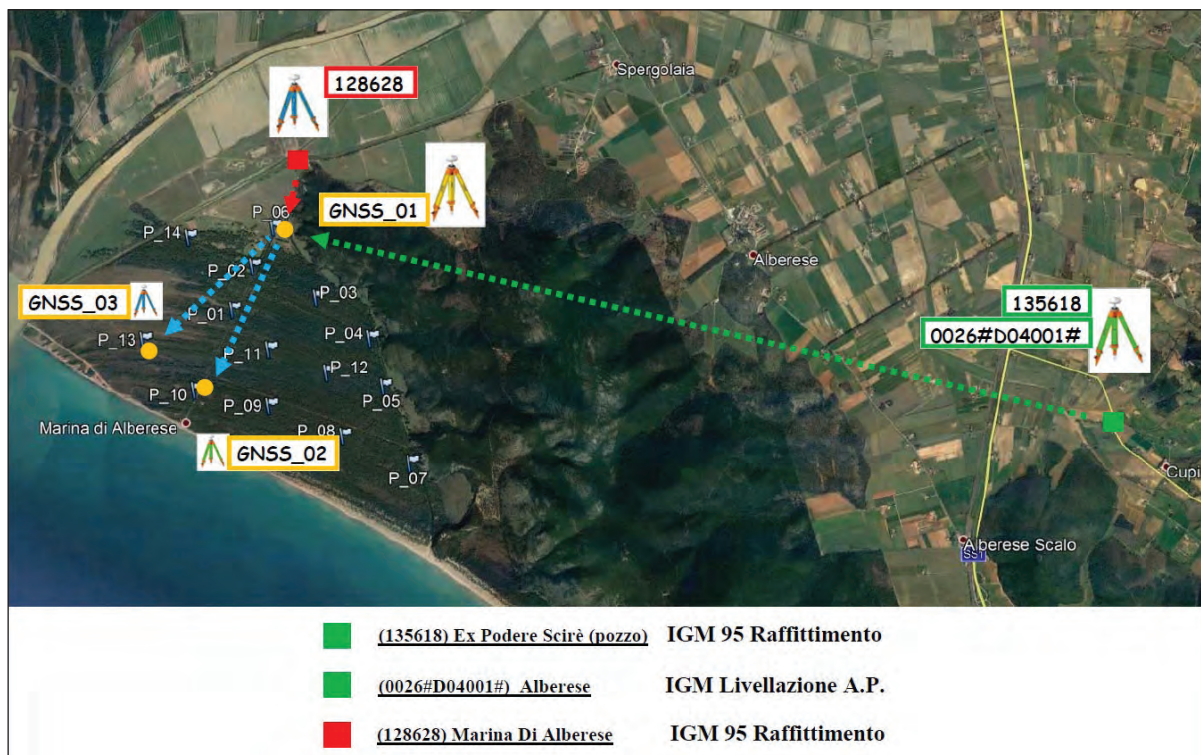 128628
Spergolaia
GNSS_01
P_06
P_14
P_02
Alberese
GNSS_03
P_03
135618
P_01
0026#D04001#
P_04
P_13
P_11
P_12
P_10
P_05
P_09
Marina di Alberese
P_08
GNSS_02
P_07
Cupi
Alberese Scalo
SS1
(135618) Ex Podere Scirè (pozzo) IGM 95 Raffittimento
(0026#D04001#) Alberese IGM Livellazione A.P.
(128628) Marina Di Alberese IGM 95 Raffittimento